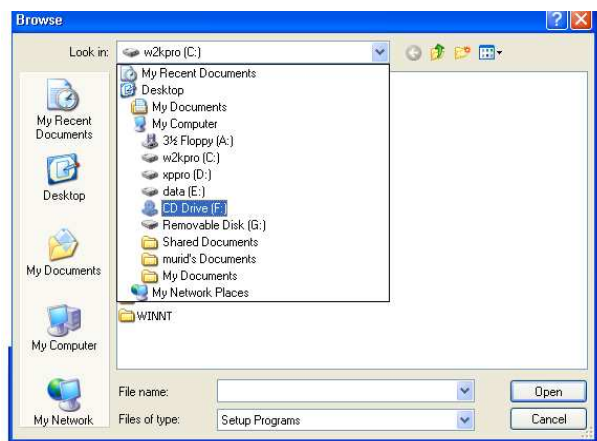 Browse
Look in:
w2kpro (C:)
My Recent Documents
Desktop
My Documents
My Computer
3½ Floppy (A:)
w2kpro (C:)
xppro (D:)
data (E:)
CD Drive (F:)
Removable Disk (G:)
Shared Documents
murid's Documents
My Documents
My Network Places
WINNT
My Recent
Documents
Desktop
My Documents
My Computer
My Network
File name:
Open
Files of type:
Setup Programs
Cancel